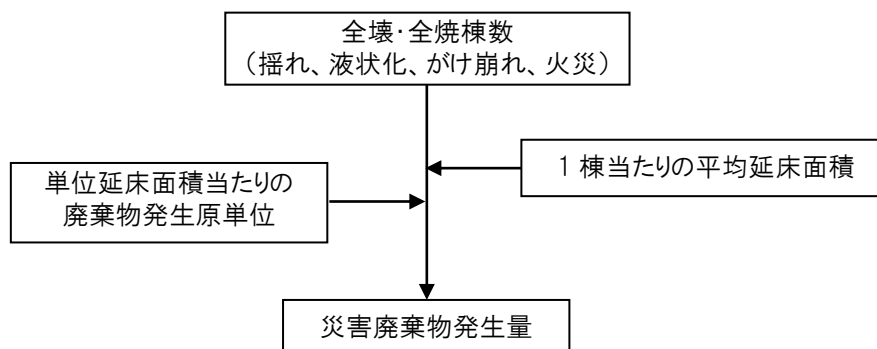 全壊・全焼棟数
（揺れ、液状化、がけ崩れ、火災）
1 棟当たりの平均延床面積
単位延床面積当たりの
廃棄物発生原単位
災害廃棄物発生量